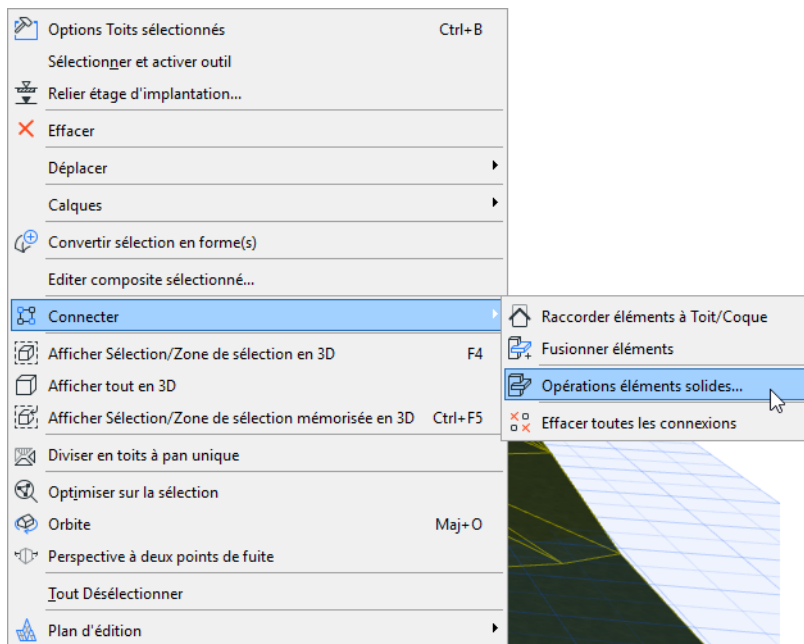 Options Toits sélectionnés Ctrl+B
Sélectionner et activer outil
Relier étage d'implantation...
Effacer
Déplacer
Calques
Convertir sélection en forme(s)
Editer composite sélectionné...
Connecter
Raccorder éléments à Toit/Coque
Fusionner éléments
Opérations éléments solides...
Effacer toutes les connexions
Afficher Sélection/Zone de sélection en 3D F4
Afficher tout en 3D
Afficher Sélection/Zone de sélection mémorisée en 3D Ctrl+F5
Diviser en toits à pan unique
Optimiser sur la sélection
Orbite Maj+O
Perspective à deux points de fuite
Tout Désélectionner
Plan d'édition